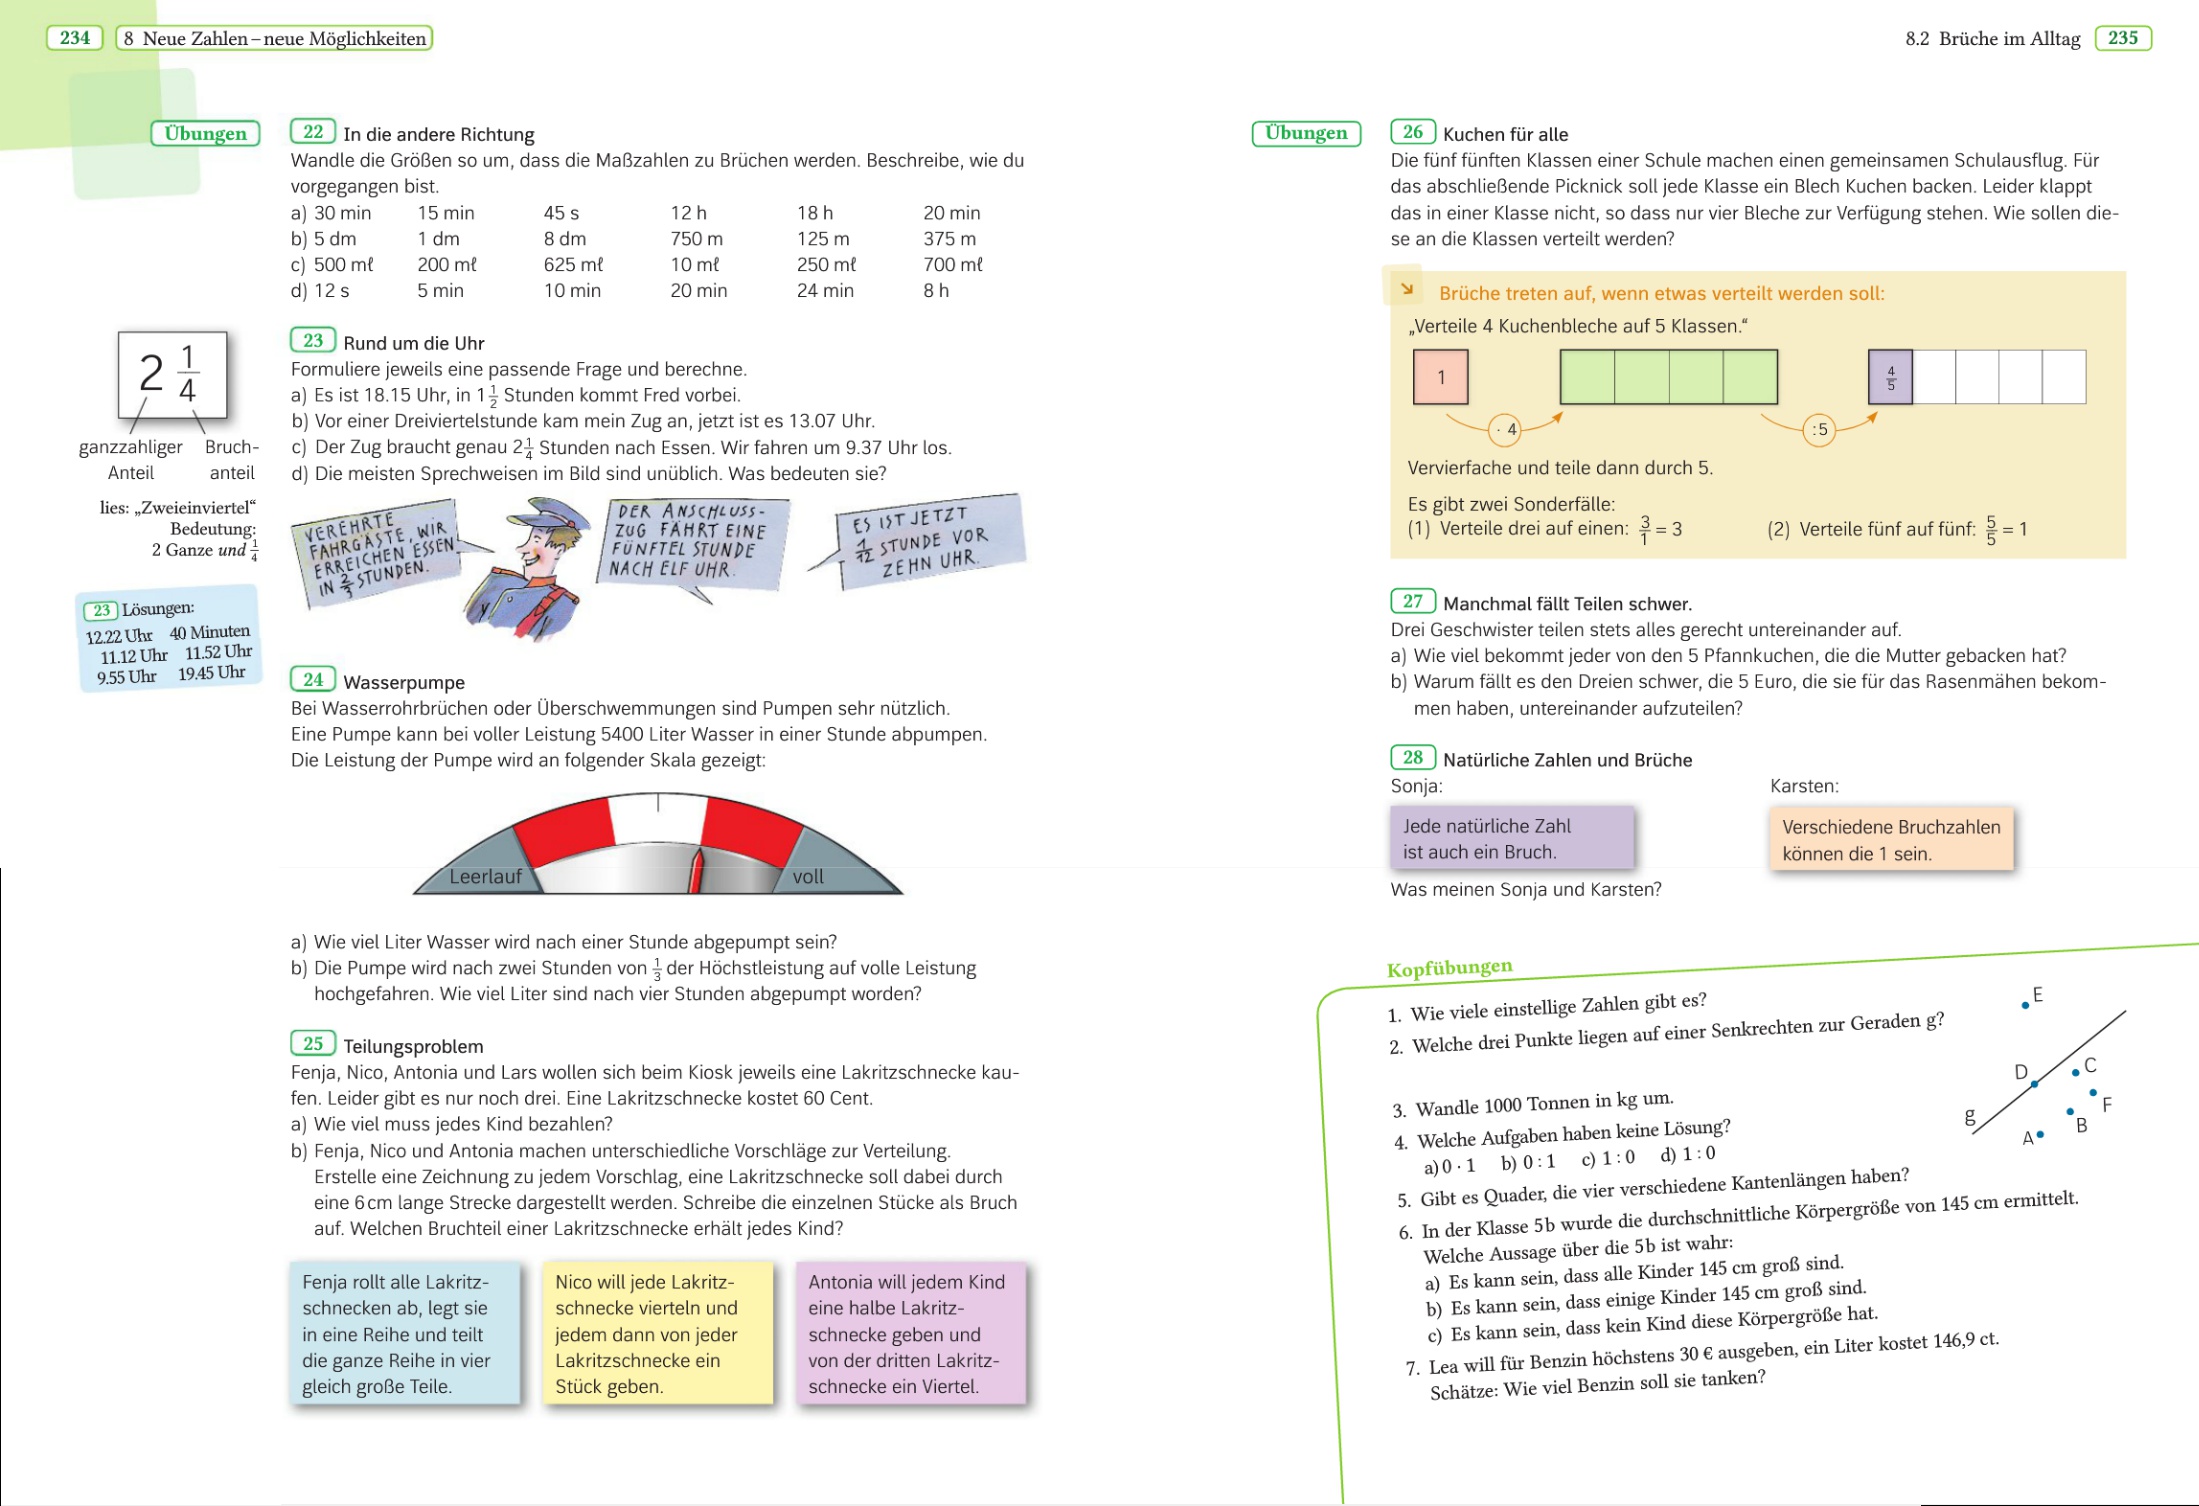 234 8 Neue Zahlen – neue Möglichkeiten
Übungen
22 In die andere Richtung
Wandle die Größen so um, dass die Maßzahlen zu Brüchen werden. Beschreibe, wie du
vorgegangen bist.
a) 30 min 15 min 45 s 12 h 18 h 20 min
b) 5 dm 1 dm 8 dm 750 m 125 m 375 m
c) 500 mℓ 200 mℓ 625 mℓ 10 mℓ 250 mℓ 700 mℓ
d) 12 s 5 min 10 min 20 min 24 min 8 h
2 1/4
ganzzahliger Bruch-
Anteil anteil
lies: „Zweieinviertel“
Bedeutung:
2 Ganze und 1/4
23 Rund um die Uhr
Formuliere jeweils eine passende Frage und berechne.
a) Es ist 18.15 Uhr, in 1 1/2 Stunden kommt Fred vorbei.
b) Vor einer Dreiviertelstunde kam mein Zug an, jetzt ist es 13.07 Uhr.
c) Der Zug braucht genau 2 1/4 Stunden nach Essen. Wir fahren um 9.37 Uhr los.
d) Die meisten Sprechweisen im Bild sind unüblich. Was bedeuten sie?
VEREHRTE
FAHRGÄSTE, WIR
ERREICHEN ESSEN
IN 2/3 STUNDEN.
DER ANSCHLUSS-
ZUG FÄHRT EINE
FÜNFTEL STUNDE
NACH ELF UHR.
ES IST JETZT
1/12 STUNDE VOR
ZEHN UHR.
23 Lösungen:
12.22 Uhr 40 Minuten
11.12 Uhr 11.52 Uhr
9.55 Uhr 19.45 Uhr
24 Wasserpumpe
Bei Wasserrohrbrüchen oder Überschwemmungen sind Pumpen sehr nützlich.
Eine Pumpe kann bei voller Leistung 5400 Liter Wasser in einer Stunde abpumpen.
Die Leistung der Pumpe wird an folgender Skala gezeigt:
Leerlauf voll
a) Wie viel Liter Wasser wird nach einer Stunde abgepumpt sein?
b) Die Pumpe wird nach zwei Stunden von 1/3 der Höchstleistung auf volle Leistung
hochgefahren. Wie viel Liter sind nach vier Stunden abgepumpt worden?
25 Teilungsproblem
Fenja, Nico, Antonia und Lars wollen sich beim Kiosk jeweils eine Lakritzschnecke kau-
fen. Leider gibt es nur noch drei. Eine Lakritzschnecke kostet 60 Cent.
a) Wie viel muss jedes Kind bezahlen?
b) Fenja, Nico und Antonia machen unterschiedliche Vorschläge zur Verteilung.
Erstelle eine Zeichnung zu jedem Vorschlag, eine Lakritzschnecke soll dabei durch
eine 6 cm lange Strecke dargestellt werden. Schreibe die einzelnen Stücke als Bruch
auf. Welchen Bruchteil einer Lakritzschnecke erhält jedes Kind?
Fenja rollt alle Lakritz-
schnecken ab, legt sie
in eine Reihe und teilt
die ganze Reihe in vier
gleich große Teile.
Nico will jede Lakritz-
schnecke vierteln und
jedem dann von jeder
Lakritzschnecke ein
Stück geben.
Antonia will jedem Kind
eine halbe Lakritz-
schnecke geben und
von der dritten Lakritz-
schnecke ein Viertel.
8.2 Brüche im Alltag 235
Übungen
26 Kuchen für alle
Die fünf fünften Klassen einer Schule machen einen gemeinsamen Schulausflug. Für
das abschließende Picknick soll jede Klasse ein Blech Kuchen backen. Leider klappt
das in einer Klasse nicht, so dass nur vier Bleche zur Verfügung stehen. Wie sollen die-
se an die Klassen verteilt werden?
Brüche treten auf, wenn etwas verteilt werden soll:
„Verteile 4 Kuchenbleche auf 5 Klassen.“
1 4/5
· 4 :5
Vervierfache und teile dann durch 5.
Es gibt zwei Sonderfälle:
(1) Verteile drei auf einen: 3/1 = 3 (2) Verteile fünf auf fünf: 5/5 = 1
27 Manchmal fällt Teilen schwer.
Drei Geschwister teilen stets alles gerecht untereinander auf.
a) Wie viel bekommt jeder von den 5 Pfannkuchen, die die Mutter gebacken hat?
b) Warum fällt es den Dreien schwer, die 5 Euro, die sie für das Rasenmähen bekom-
men haben, untereinander aufzuteilen?
28 Natürliche Zahlen und Brüche
Sonja: Karsten:
Jede natürliche Zahl
ist auch ein Bruch.
Verschiedene Bruchzahlen
können die 1 sein.
Was meinen Sonja und Karsten?
Kopfübungen
1. Wie viele einstellige Zahlen gibt es?
2. Welche drei Punkte liegen auf einer Senkrechten zur Geraden g?
E
D
C
F
g
B
A
3. Wandle 1000 Tonnen in kg um.
4. Welche Aufgaben haben keine Lösung?
a) 0 · 1 b) 0 : 1 c) 1 : 0 d) 1 : 0
5. Gibt es Quader, die vier verschiedene Kantenlängen haben?
6. In der Klasse 5 b wurde die durchschnittliche Körpergröße von 145 cm ermittelt.
Welche Aussage über die 5 b ist wahr:
a) Es kann sein, dass alle Kinder 145 cm groß sind.
b) Es kann sein, dass einige Kinder 145 cm groß sind.
c) Es kann sein, dass kein Kind diese Körpergröße hat.
7. Lea will für Benzin höchstens 30 € ausgeben, ein Liter kostet 146,9 ct.
Schätze: Wie viel Benzin soll sie tanken?